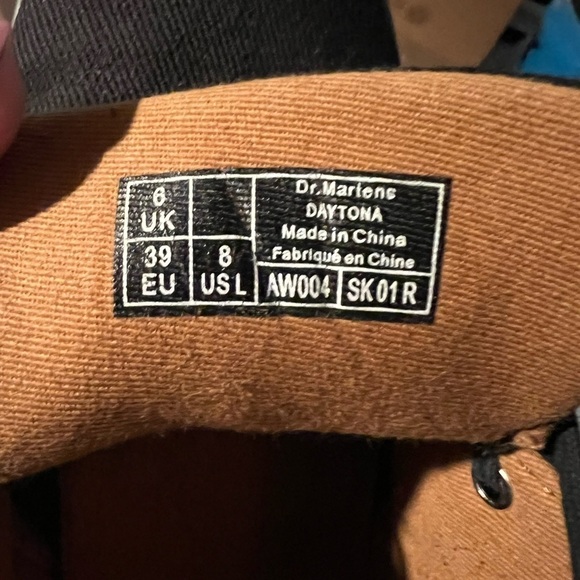 6
UK
39
EU
8
US L
Dr.Martens
DAYTONA
Made in China
Fabriqué en Chine
AW004
SK01R